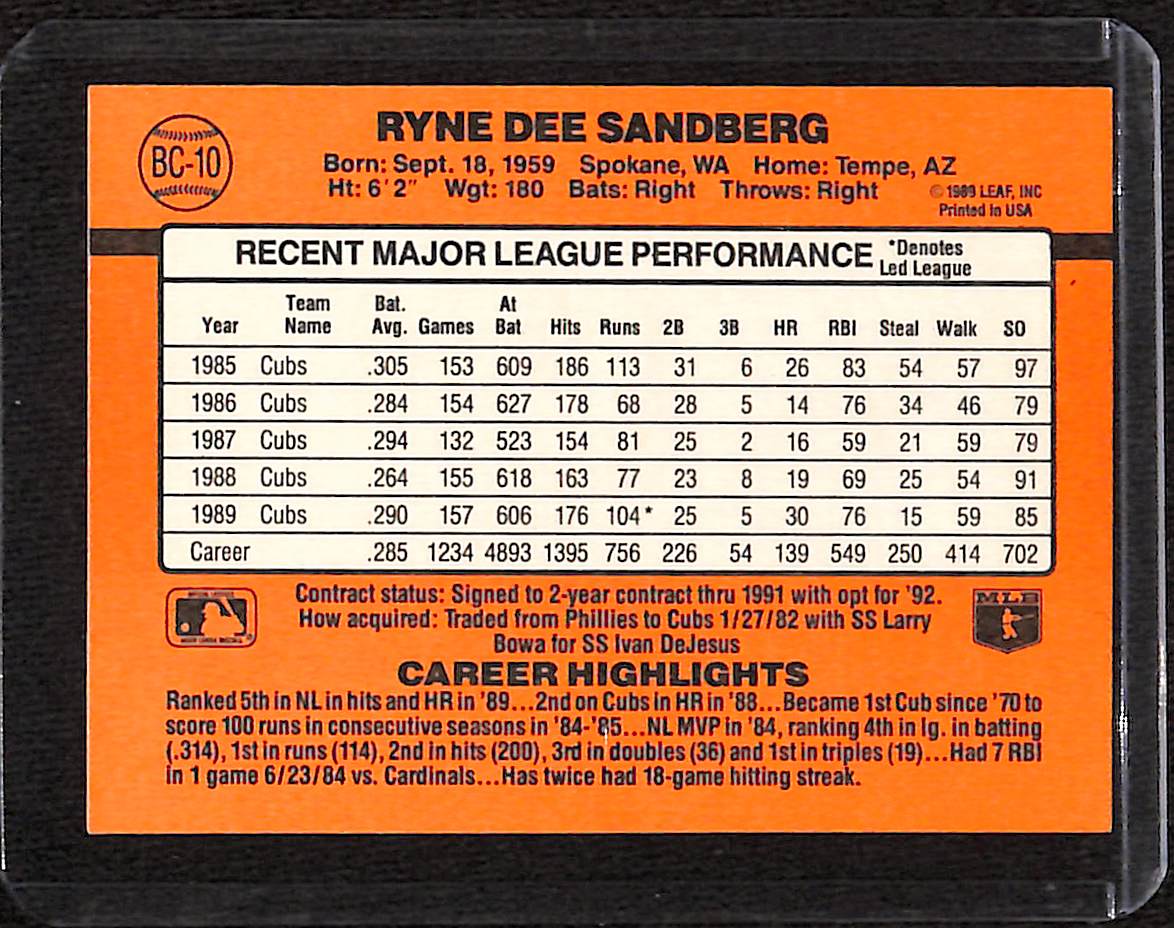 BC-10
RYNE DEE SANDBERG
Born: Sept. 18, 1959 Spokane, WA Home: Tempe, AZ
Ht: 6'2" Wgt: 180 Bats: Right Throws: Right
© 1989 LEAF, INC
Printed in USA
RECENT MAJOR LEAGUE PERFORMANCE *Denotes
Led League
Year Team Name Bat. Avg. Games At Bat Hits Runs 2B 3B HR RBI Steal Walk SO
1985 Cubs .305 153 609 186 113 31 6 26 83 54 57 97
1986 Cubs .284 154 627 178 68 28 5 14 76 34 46 79
1987 Cubs .294 132 523 154 81 25 2 16 59 21 59 79
1988 Cubs .264 155 618 163 77 23 8 19 69 25 54 91
1989 Cubs .290 157 606 176 104* 25 5 30 76 15 59 85
Career .285 1234 4893 1395 756 226 54 139 549 250 414 702
Contract status: Signed to 2-year contract thru 1991 with opt for '92.
How acquired: Traded from Phillies to Cubs 1/27/82 with SS Larry
Bowa for SS Ivan DeJesus
MLB
CAREER HIGHLIGHTS
Ranked 5th in NL in hits and HR in '89...2nd on Cubs in HR in '88...Became 1st Cub since '70 to
score 100 runs in consecutive seasons in '84-'85...NL MVP in '84, ranking 4th in lg. in batting
(.314), 1st in runs (114), 2nd in hits (200), 3rd in doubles (36) and 1st in triples (19)...Had 7 RBI
in 1 game 6/23/84 vs. Cardinals...Has twice had 18-game hitting streak.